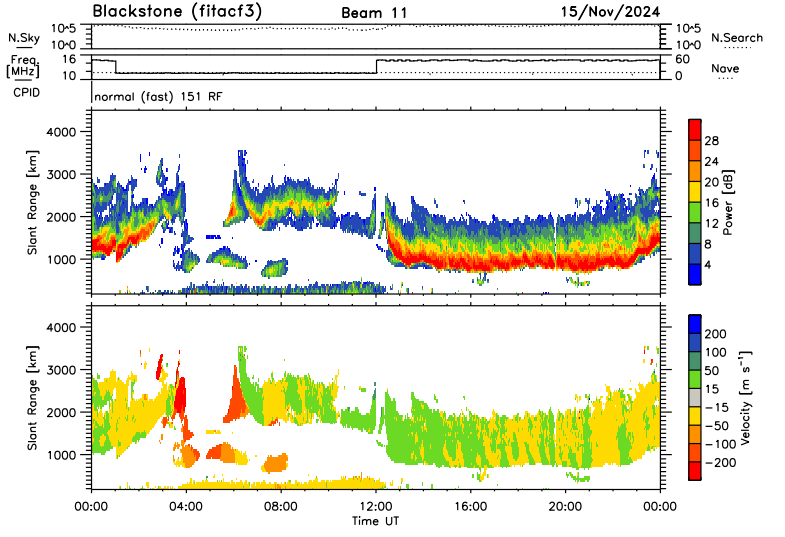 Blackstone (fitacf3) Beam 11 15/Nov/2024
N.Sky 10^5 10^0 10^5 10^0 N.Search
Freq. [MHz] 16 10 60 0 Nave
CPID normal (fast) 151 RF
Slant Range [km] 4000 3000 2000 1000
28 24 20 16 12 8 4 Power [dB]
Slant Range [km] 4000 3000 2000 1000
200 100 50 15 -15 -50 -100 -200 Velocity [m s⁻¹]
00:00 04:00 08:00 12:00 16:00 20:00 00:00
Time UT